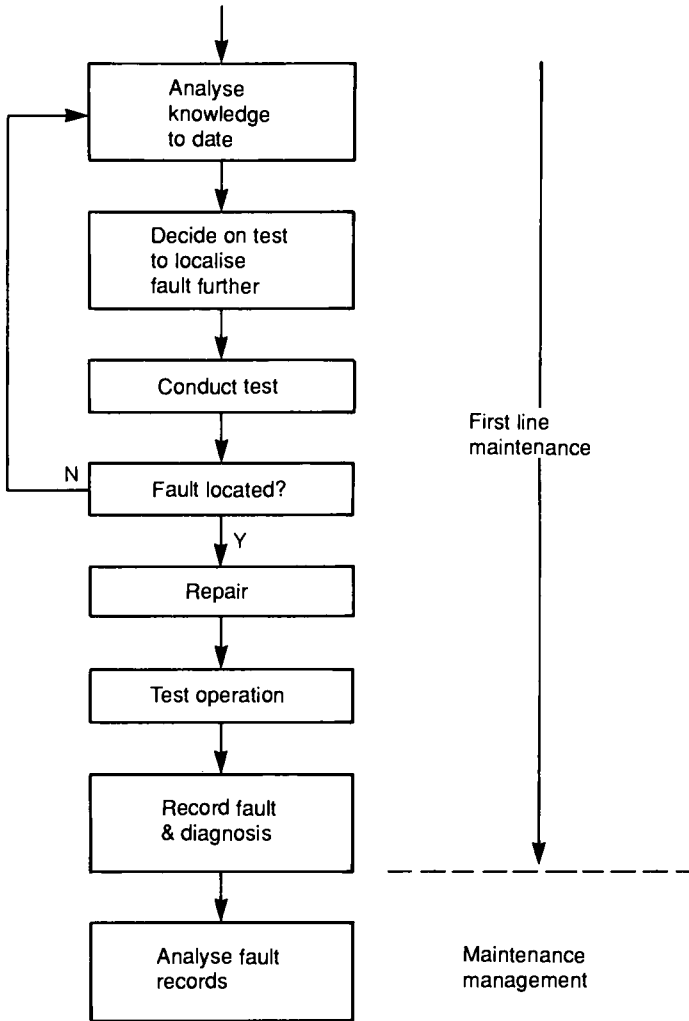 Analyse
knowledge
to date
Decide on test
to localise
fault further
Conduct test
First line
maintenance
N
Fault located?
Y
Repair
Test operation
Record fault
& diagnosis
Analyse fault
records
Maintenance
management